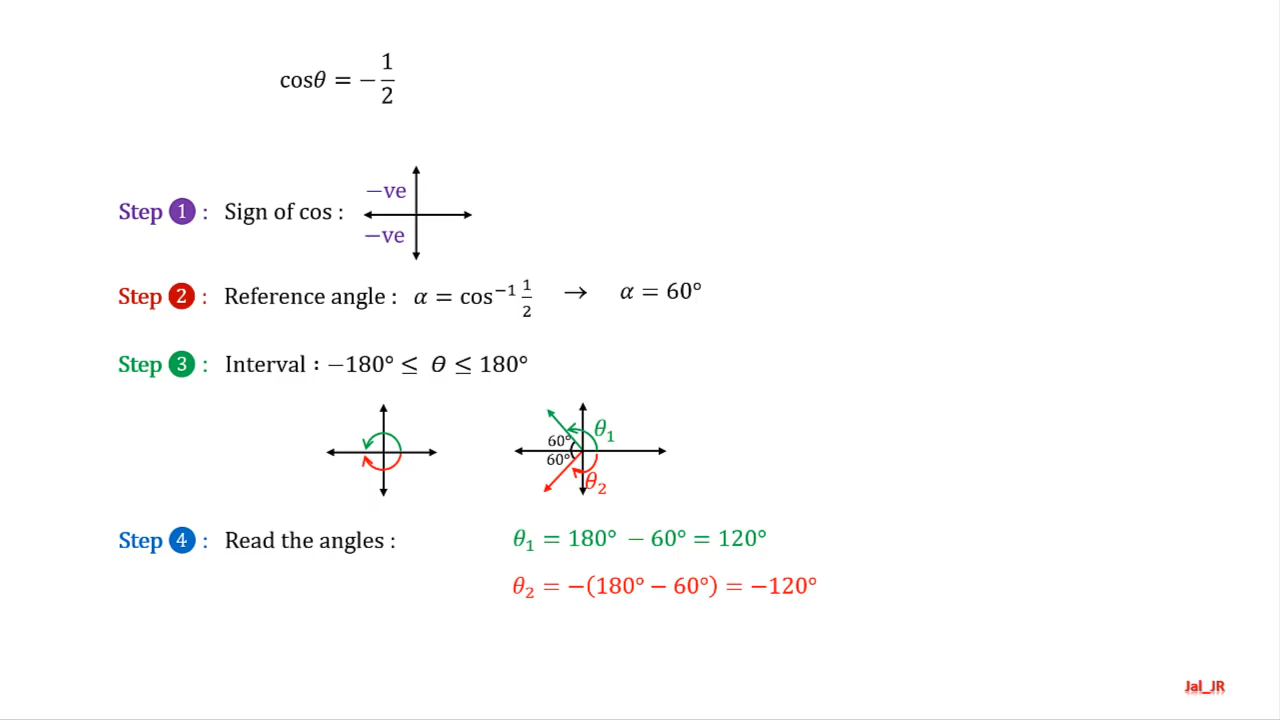 cosθ = −1/2
Step 1 : Sign of cos :
−ve
−ve
Step 2 : Reference angle : α = cos⁻¹ 1/2 → α = 60°
Step 3 : Interval : −180° ≤ θ ≤ 180°
60° θ₁
60° θ₂
Step 4 : Read the angles : θ₁ = 180° − 60° = 120°
θ₂ = −(180° − 60°) = −120°
Jal_JR